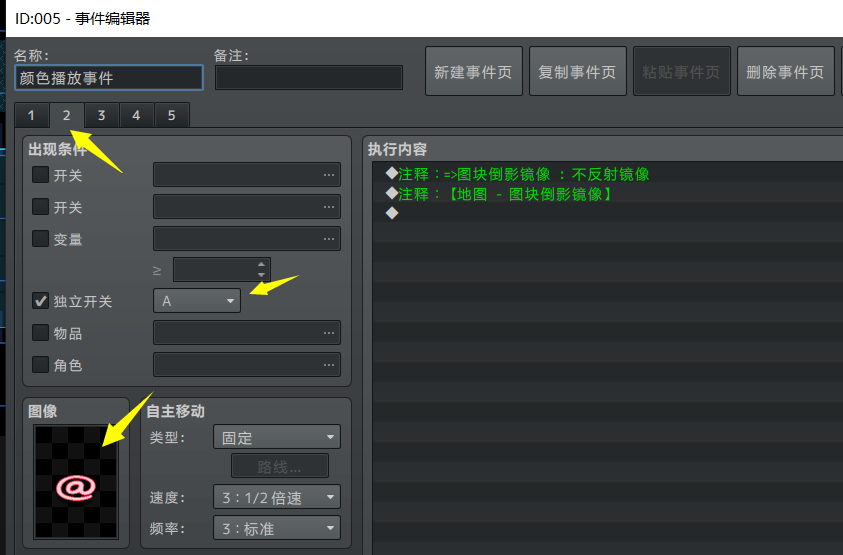 ID:005 - 事件编辑器
名称:
备注:
颜色播放事件
新建事件页
复制事件页
粘贴事件页
删除事件页
1 2 3 4 5
出现条件
开关 ...
开关 ...
变量 ...
≥
独立开关 A
物品 ...
角色 ...
图像
@
自主移动
类型: 固定
路线...
速度: 3：1/2 倍速
频率: 3：标准
执行内容
◆注释：=>图块倒影镜像 : 不反射镜像
◆注释：【地图 - 图块倒影镜像】
◆